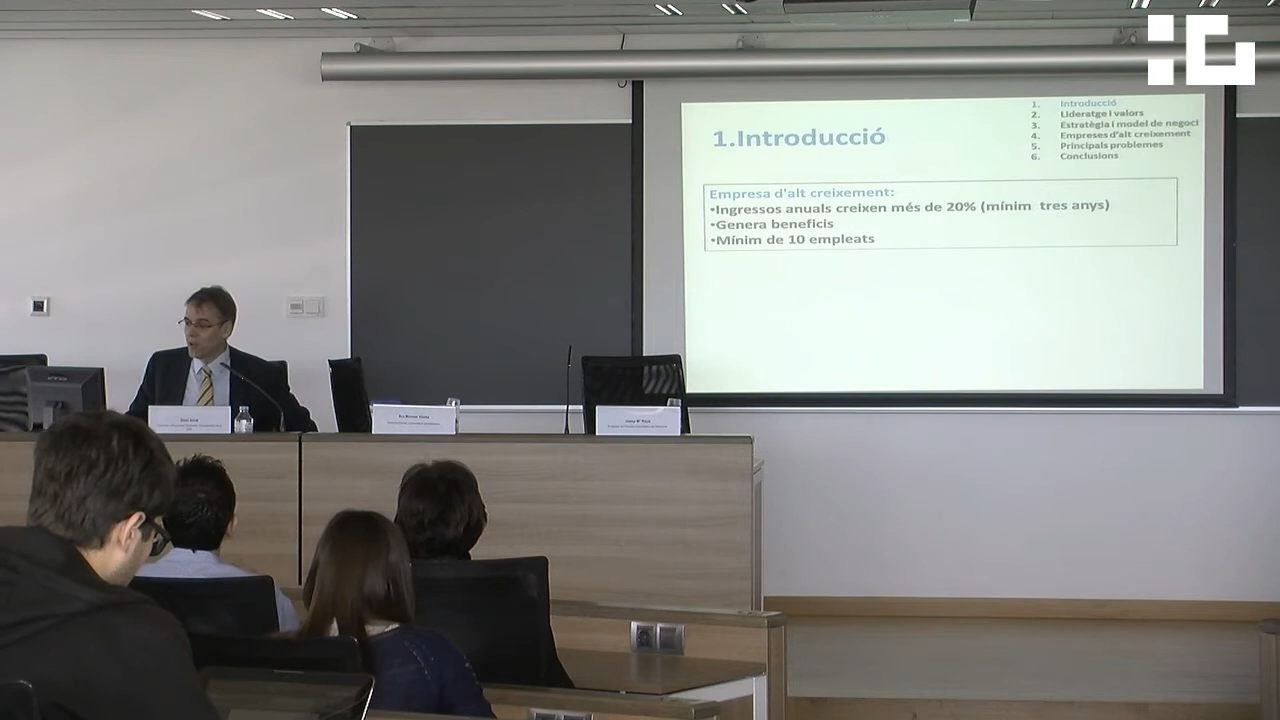 1.Introducció
1. Introducció
2. Lideratge i valors
3. Estratègia i model de negoci
4. Empreses d'alt creixement
5. Principals problemes
6. Conclusions
Empresa d'alt creixement:
•Ingressos anuals creixen més de 20% (mínim tres anys)
•Genera beneficis
•Mínim de 10 empleats